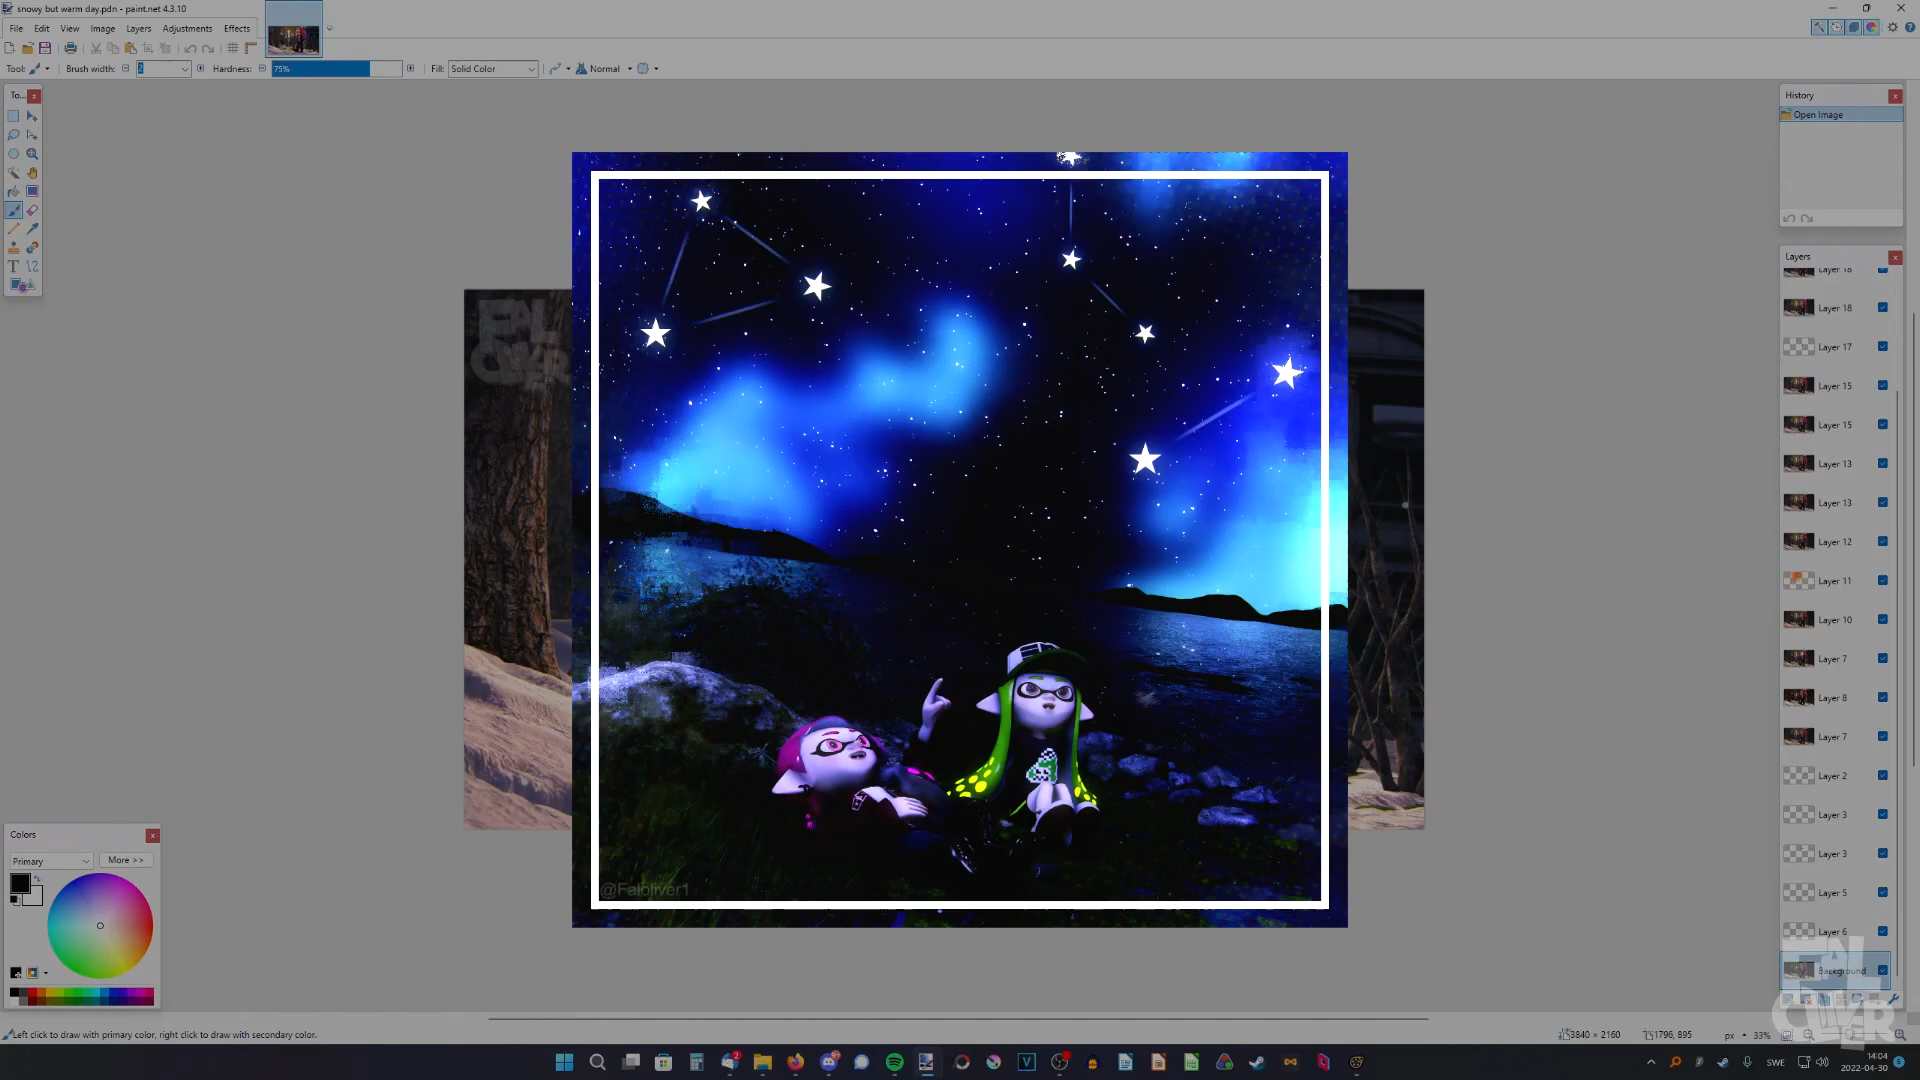 snowy but warm day.pdn - paint.net 4.3.10
File Edit View Image Layers Adjustments Effects
Tool: Brush width: 2 Hardness: 75% Fill: Solid Color Normal
To...
History
Open Image
Layers
Layer 18
Layer 18
Layer 17
Layer 15
Layer 15
Layer 13
Layer 13
Layer 12
Layer 11
Layer 10
Layer 7
Layer 8
Layer 7
Layer 2
Layer 3
Layer 3
Layer 5
Layer 6
Background
FAL
OLIVER
FAL
OLIVER
@Faloliver1
Colors
Primary More >>
Left click to draw with primary color, right click to draw with secondary color.
3840 × 2160 1796, 895 px 33%
SWE
14:04
2022-04-30